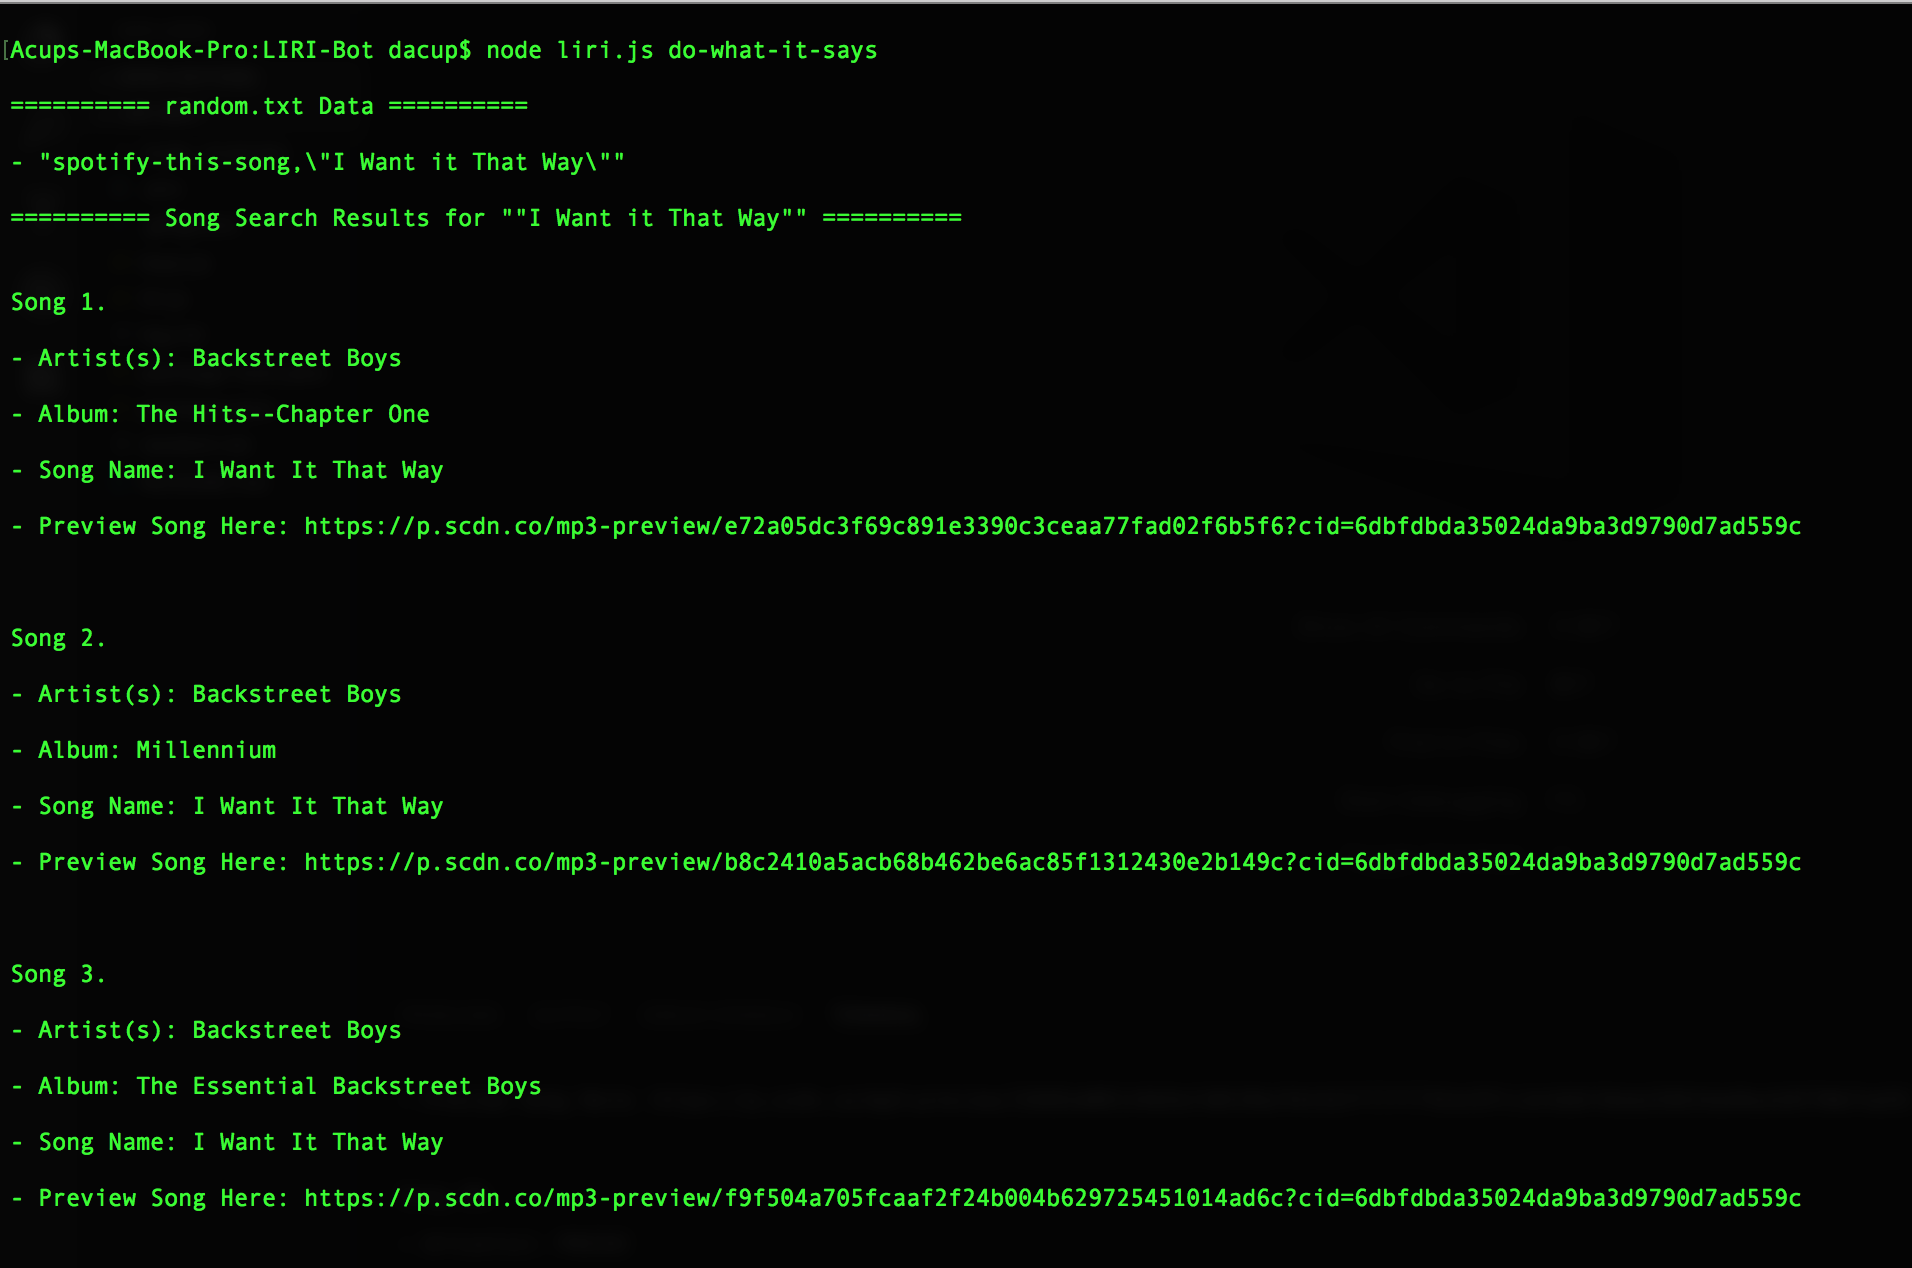 [Acups-MacBook-Pro:LIRI-Bot dacup$ node liri.js do-what-it-says
========== random.txt Data ==========
- "spotify-this-song,\"I Want it That Way\""
========== Song Search Results for ""I Want it That Way"" ==========
Song 1.
- Artist(s): Backstreet Boys
- Album: The Hits--Chapter One
- Song Name: I Want It That Way
- Preview Song Here: https://p.scdn.co/mp3-preview/e72a05dc3f69c891e3390c3ceaa77fad02f6b5f6?cid=6dbfdbda35024da9ba3d9790d7ad559c
Song 2.
- Artist(s): Backstreet Boys
- Album: Millennium
- Song Name: I Want It That Way
- Preview Song Here: https://p.scdn.co/mp3-preview/b8c2410a5acb68b462be6ac85f1312430e2b149c?cid=6dbfdbda35024da9ba3d9790d7ad559c
Song 3.
- Artist(s): Backstreet Boys
- Album: The Essential Backstreet Boys
- Song Name: I Want It That Way
- Preview Song Here: https://p.scdn.co/mp3-preview/f9f504a705fcaaf2f24b004b629725451014ad6c?cid=6dbfdbda35024da9ba3d9790d7ad559c